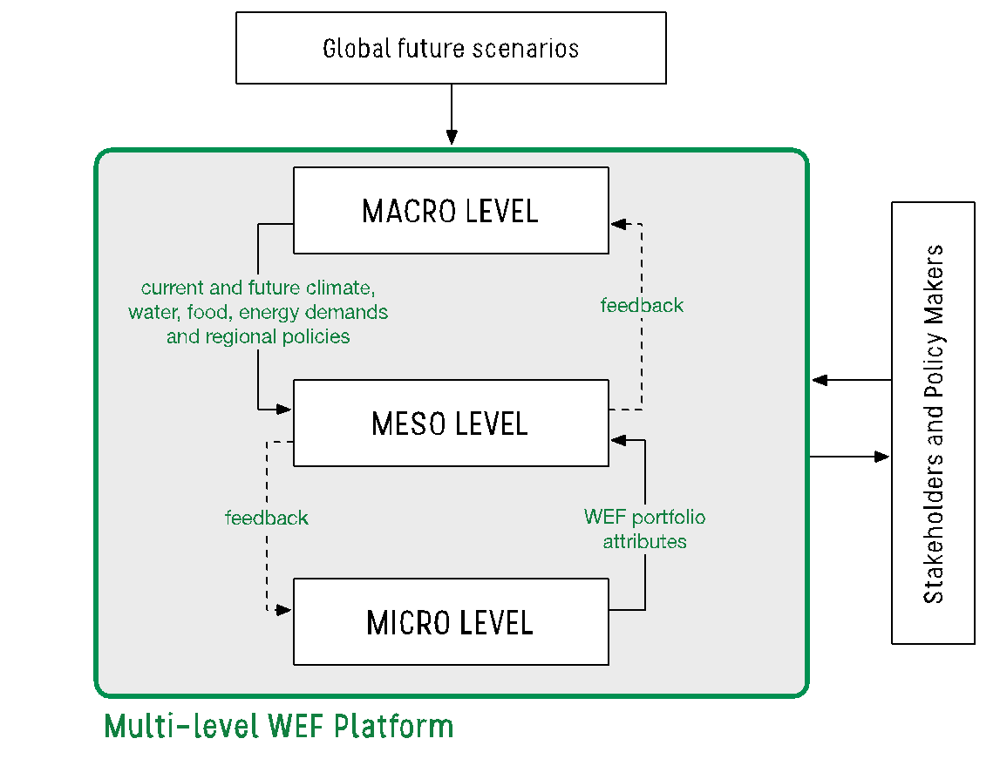 Global future scenarios
MACRO LEVEL
current and future climate,
water, food, energy demands
and regional policies
feedback
MESO LEVEL
feedback
WEF portfolio
attributes
MICRO LEVEL
Multi-level WEF Platform
Stakeholders and Policy Makers